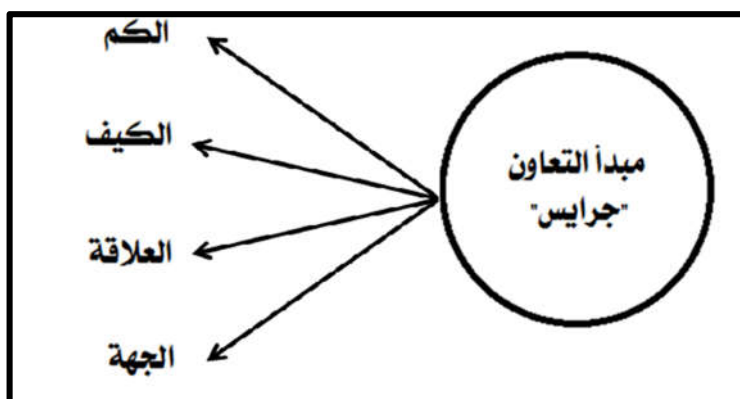 مبدأ التعاون
"جرايس"
الكم
الكيف
العلاقة
الجهة